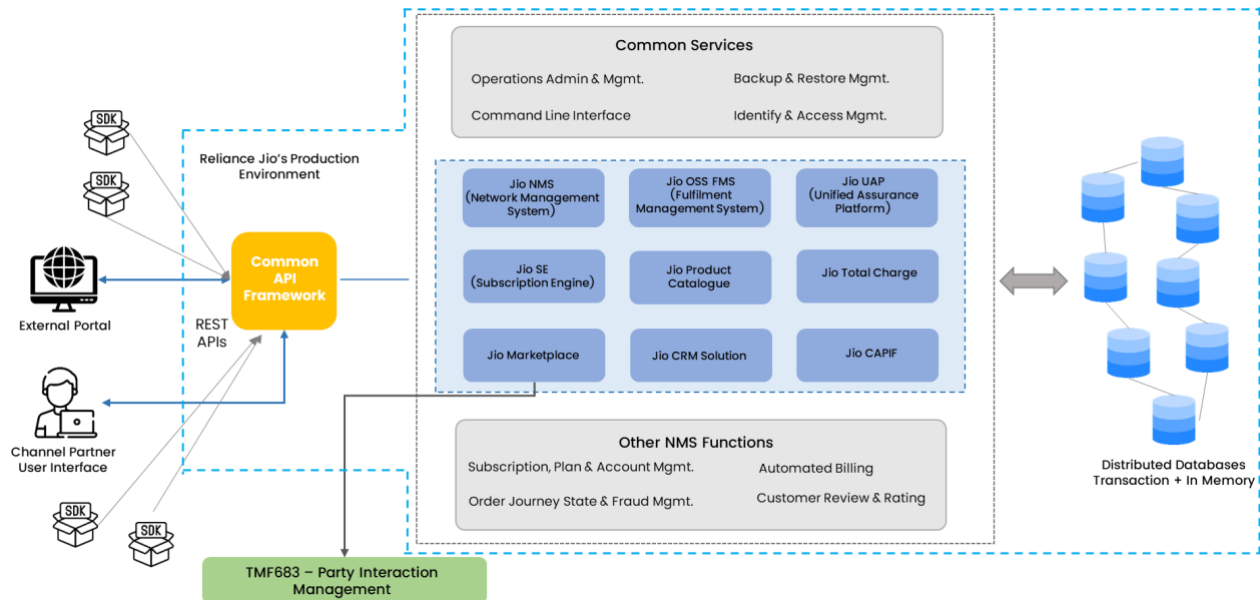 Common Services
Operations Admin & Mgmt.
Backup & Restore Mgmt.
Command Line Interface
Identify & Access Mgmt.
SDK
SDK
Reliance Jio's Production
Environment
Jio NMS
(Network Management
System)
Jio OSS FMS
(Fulfilment
Management System)
Jio UAP
(Unified Assurance
Platform)
Common
API
Framework
Jio SE
(Subscription Engine)
Jio Product
Catalogue
Jio Total Charge
External Portal
REST
APIs
Jio Marketplace
Jio CRM Solution
Jio CAPIF
Channel Partner
User Interface
Other NMS Functions
Subscription, Plan & Account Mgmt.
Automated Billing
Order Journey State & Fraud Mgmt.
Customer Review & Rating
Distributed Databases
Transaction + In Memory
SDK
SDK
TMF683 – Party Interaction
Management